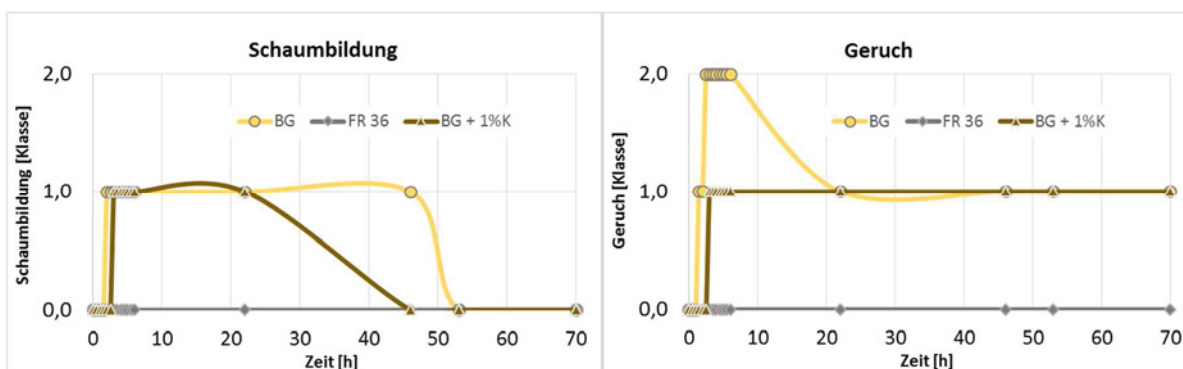 Schaumbildung
2,0
BG FR 36 BG + 1%K
1,0
0,0
0 10 20 30 40 50 60 70
Schaumbildung [Klasse]
Zeit [h]
Geruch
2,0
BG FR 36 BG + 1%K
1,0
0,0
0 10 20 30 40 50 60 70
Geruch [Klasse]
Zeit [h]